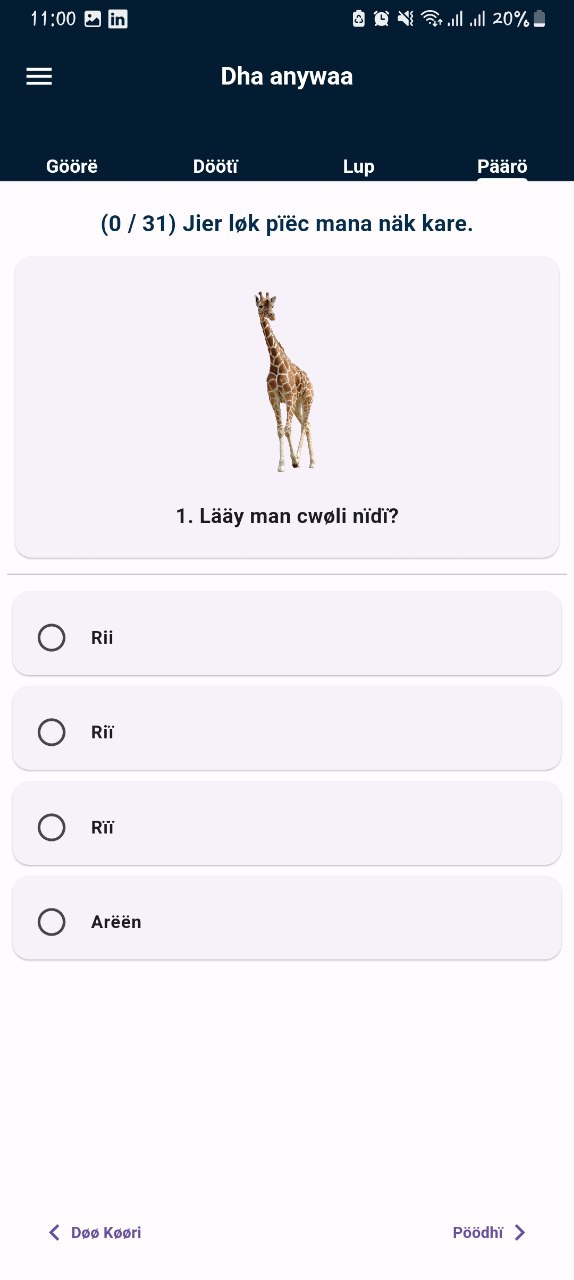 11:00 20%
Dha anywaa
Göörë Döötï Lup Päärö
(0 / 31) Jier løk pïëc mana näk kare.
1. Lääy man cwøli nïdï?
Rii
Riï
Rïï
Arëën
Døø Køøri Pöödhï